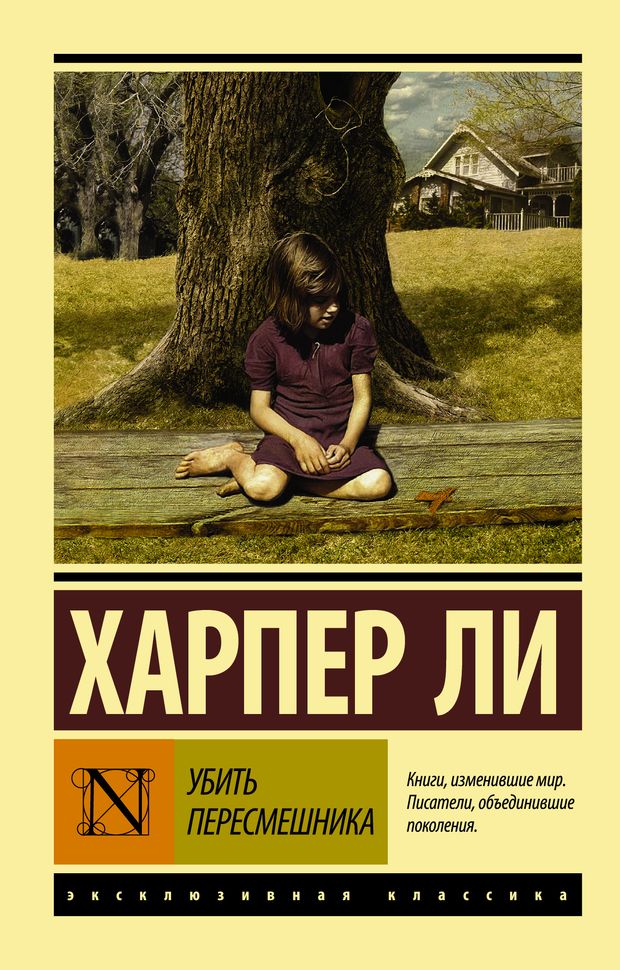 ХАРПЕР ЛИ
N
УБИТЬ
ПЕРЕСМЕШНИКА
Книги, изменившие мир.
Писатели, объединившие
поколения.
эксклюзивная классика